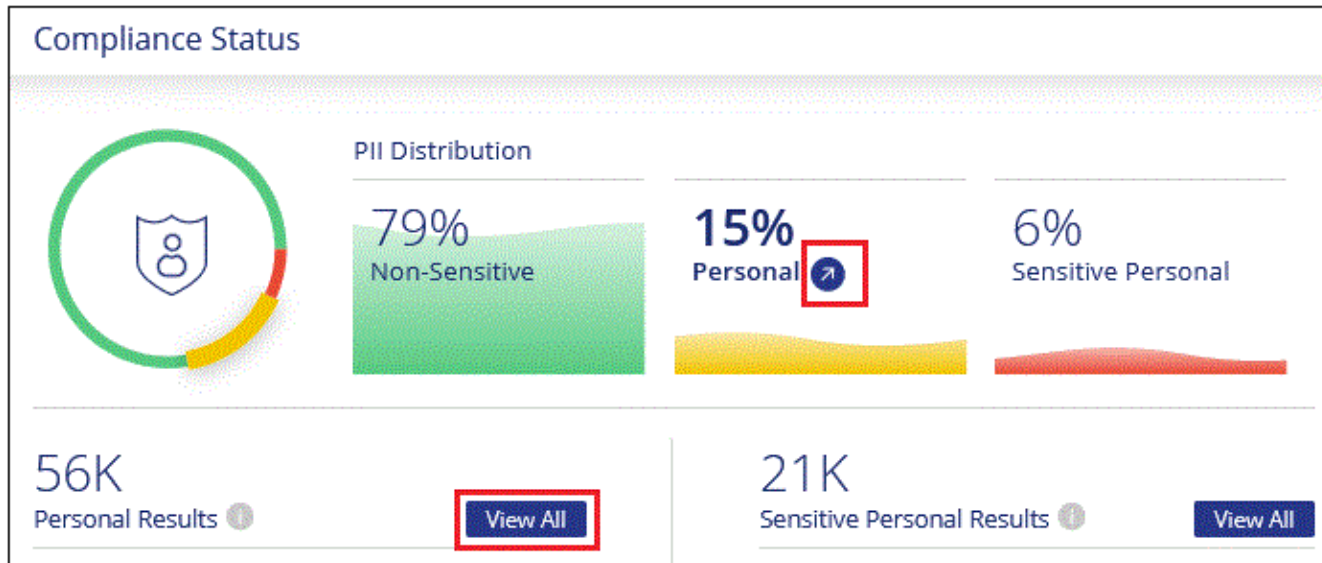 Compliance Status
PII Distribution
79%
Non-Sensitive
15%
Personal
6%
Sensitive Personal
56K
Personal Results
View All
21K
Sensitive Personal Results
View All